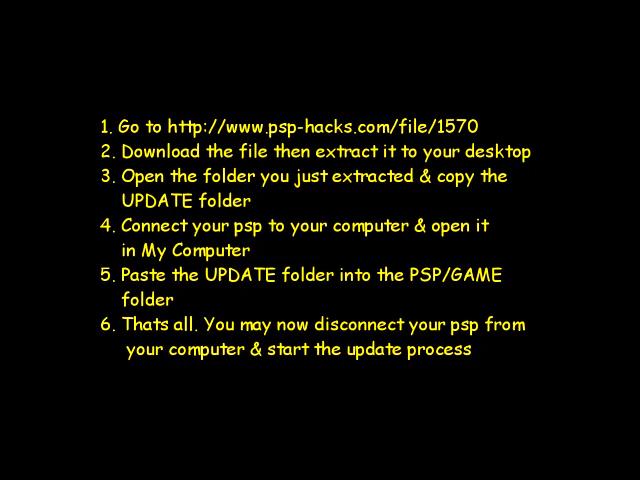 1. Go to http://www.psp-hacks.com/file/1570
2. Download the file then extract it to your desktop
3. Open the folder you just extracted & copy the
UPDATE folder
4. Connect your psp to your computer & open it
in My Computer
5. Paste the UPDATE folder into the PSP/GAME
folder
6. Thats all. You may now disconnect your psp from
your computer & start the update process